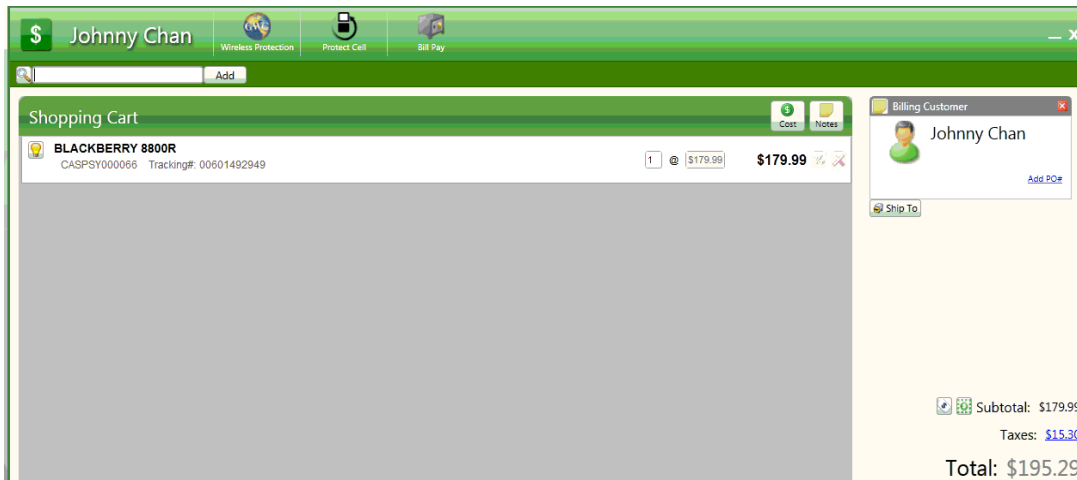 $ Johnny Chan
GWC
Wireless Protection Protect Cell Bill Pay
_ X
Add
Shopping Cart
$ Cost Notes
BLACKBERRY 8800R
CASPSY000066 Tracking#: 00601492949
1 @ $179.99 $179.99
Billing Customer
Johnny Chan
Add PO#
Ship To
Subtotal: $179.99
Taxes: $15.30
Total: $195.29